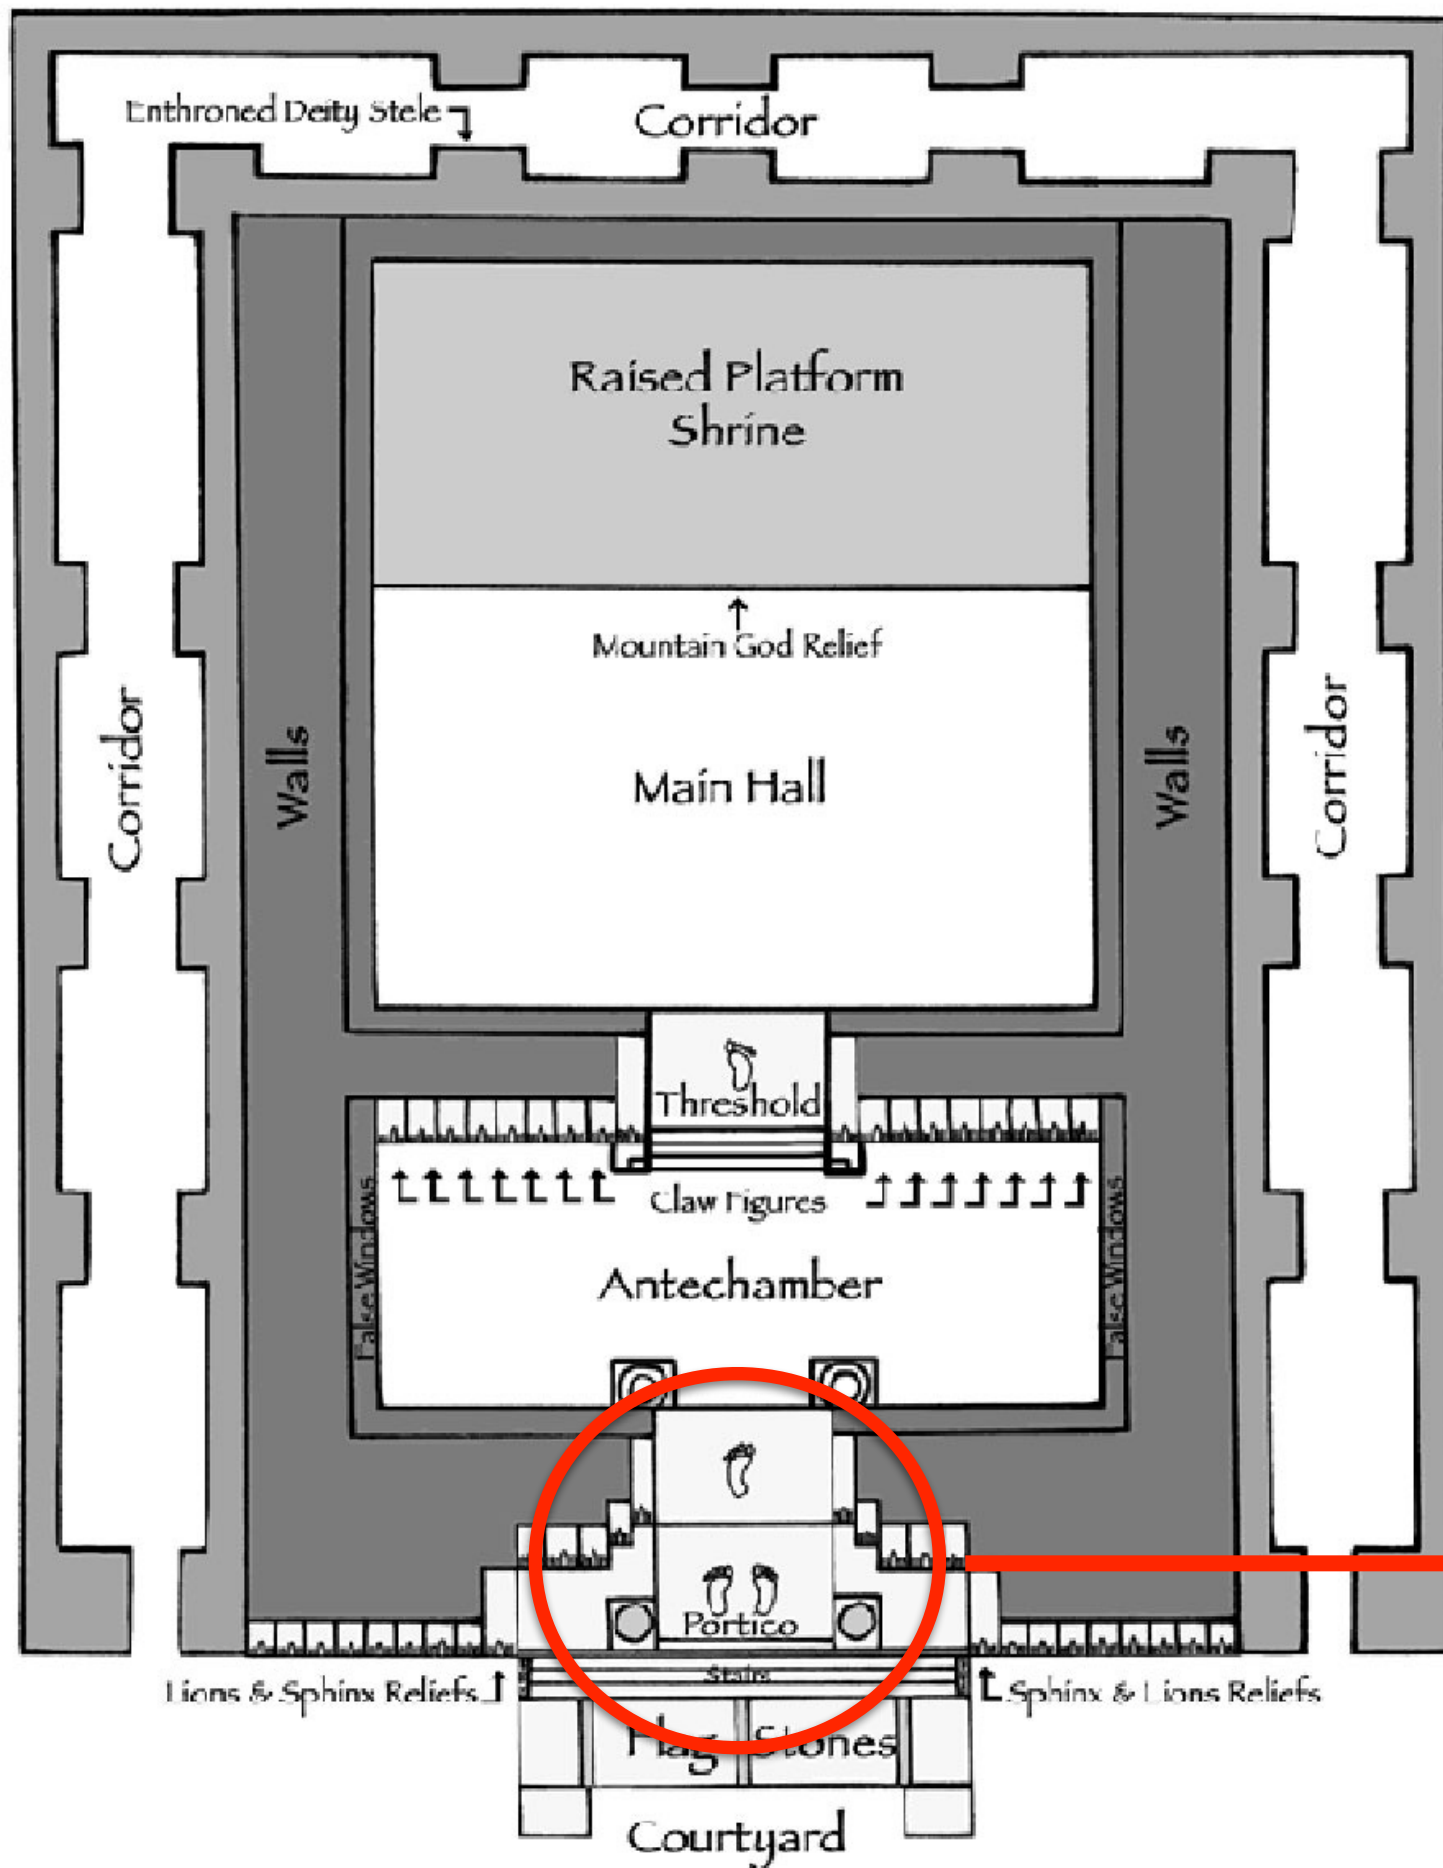 Enthroned Deity Stele
Corridor
Raised Platform
Shrine
Mountain God Relief
Corridor
Walls
Main Hall
Walls
Corridor
Threshold
Claw Figures
False Windows
False Windows
Antechamber
Portico
Stairs
Lions & Sphinx Reliefs
Sphinx & Lions Reliefs
Flag Stones
Courtyard